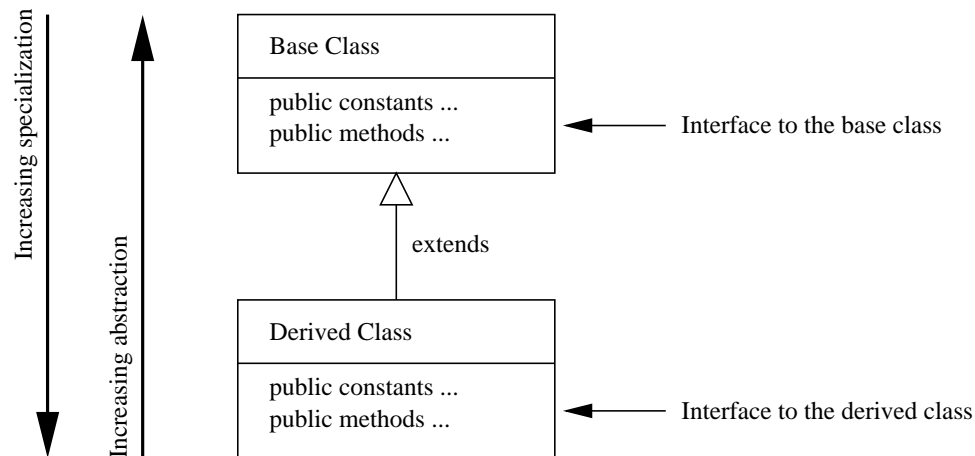 Increasing specialization
Increasing abstraction
Base Class
public constants ...
public methods ...
Interface to the base class
extends
Derived Class
public constants ...
public methods ...
Interface to the derived class